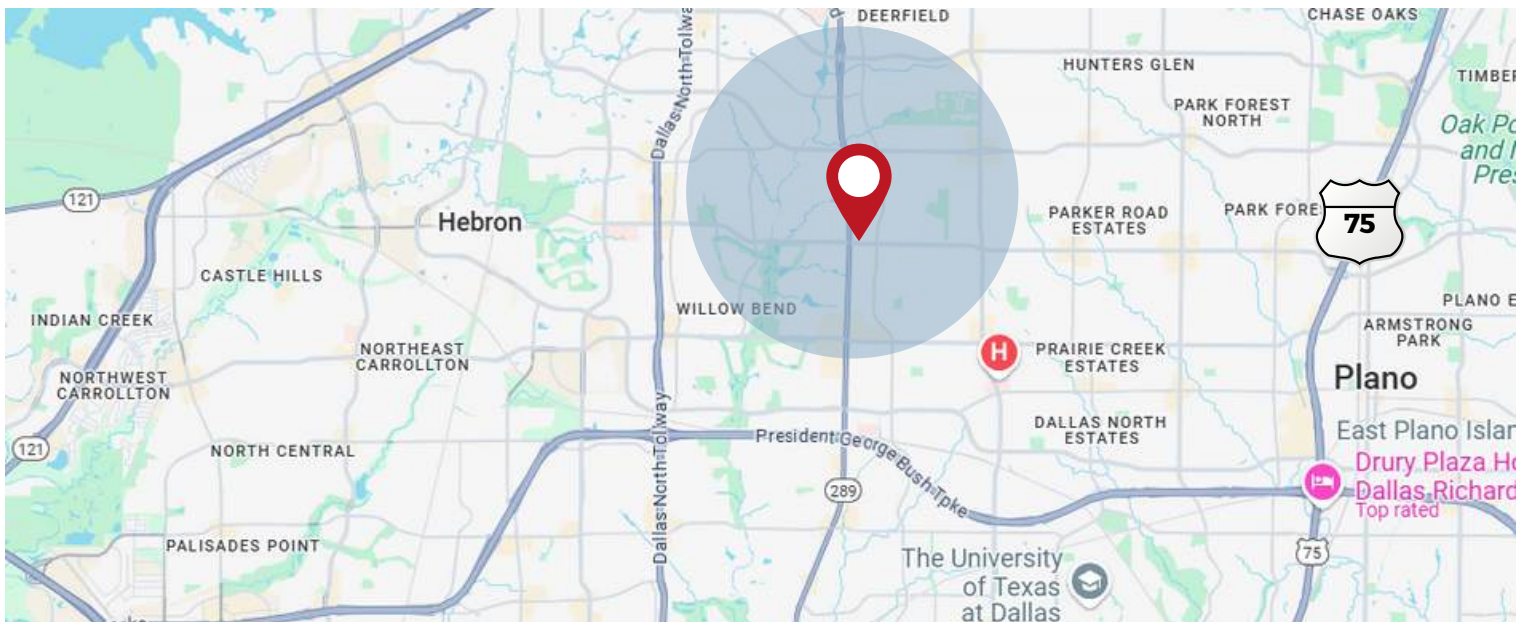 DEERFIELD
CHASE OAKS
HUNTERS GLEN
TIMBER
PARK FOREST
NORTH
Oak Po
and N
Pres
Dallas North Tollwa
121
Hebron
PARKER ROAD
ESTATES
PARK FORE
75
CASTLE HILLS
WILLOW BEND
PLANO E
INDIAN CREEK
ARMSTRONG
PARK
NORTHEAST
CARROLLTON
H
PRAIRIE CREEK
ESTATES
NORTHWEST
CARROLLTON
Plano
DALLAS NORTH
ESTATES
East Plano Islam
121
NORTH CENTRAL
President George Bush Tpke
Drury Plaza Ho
Dallas Richard
Top rated
289
Dallas North Tollway
PALISADES POINT
75
The University
of Texas
at Dallas